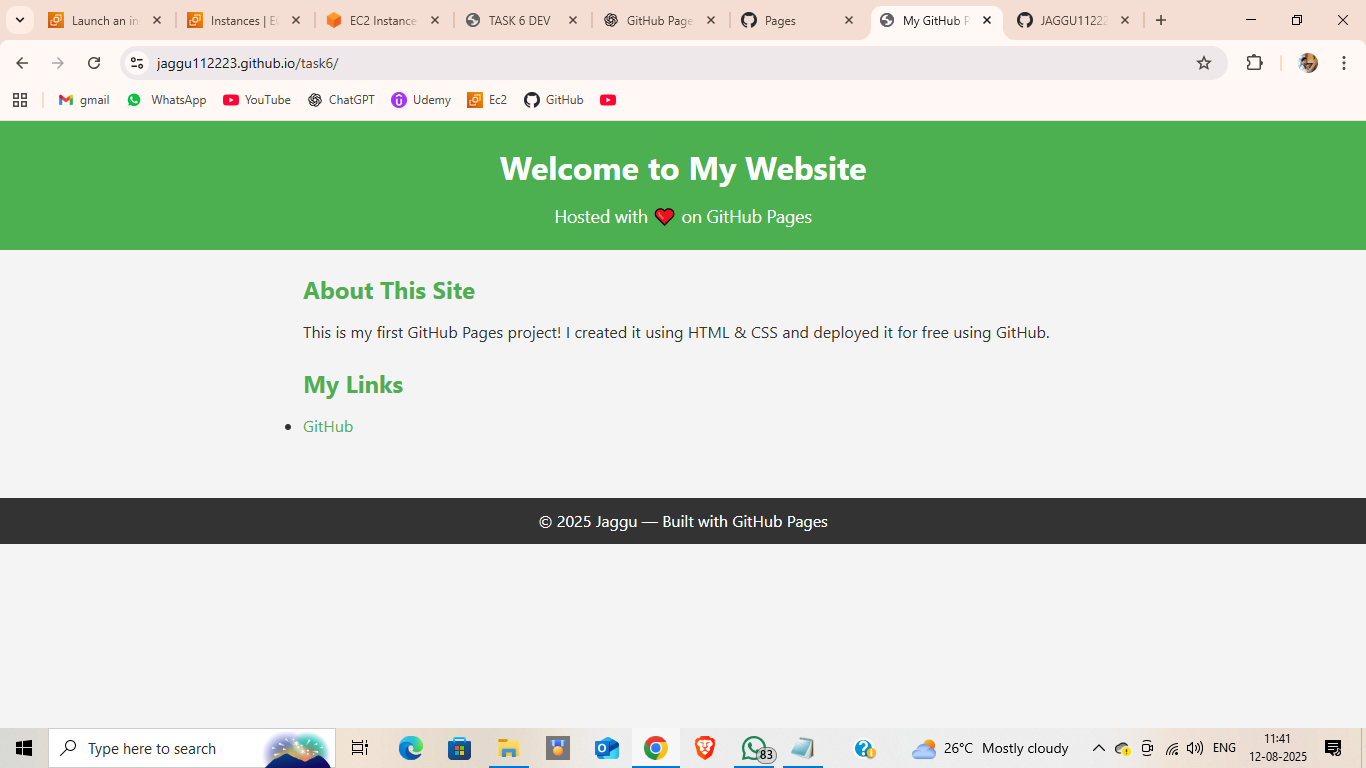 Launch an in
Instances | EC
EC2 Instance
TASK 6 DEV
GitHub Page
Pages
My GitHub P
JAGGU11222
jaggu112223.github.io/task6/
gmail
WhatsApp
YouTube
ChatGPT
Udemy
Ec2
GitHub
Welcome to My Website
Hosted with ❤ on GitHub Pages
About This Site
This is my first GitHub Pages project! I created it using HTML & CSS and deployed it for free using GitHub.
My Links
• GitHub
© 2025 Jaggu — Built with GitHub Pages
Type here to search
83
26°C Mostly cloudy
ENG
11:41
12-08-2025